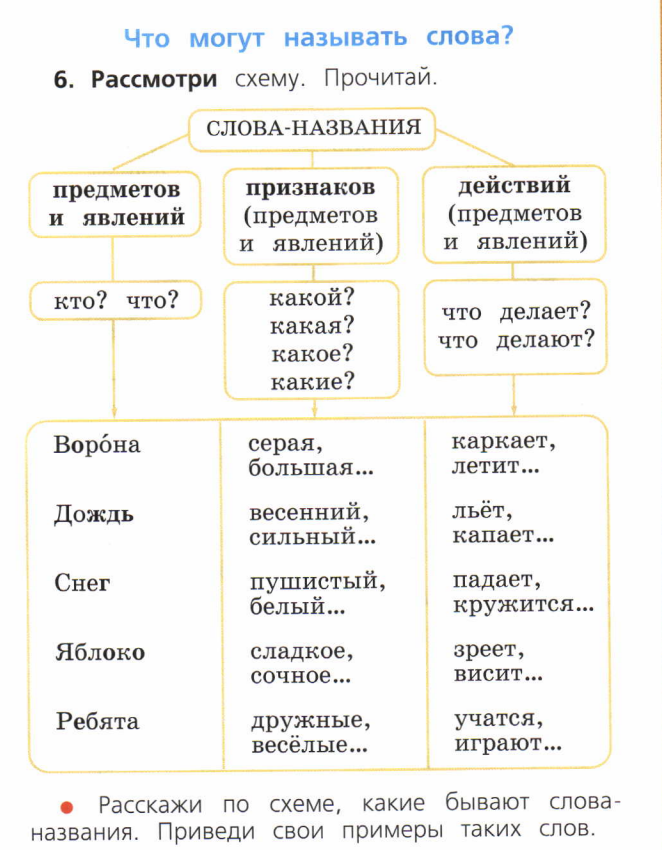 Что могут называть слова?
6. Рассмотри схему. Прочитай.
СЛОВА-НАЗВАНИЯ
предметов
и явлений
признаков
(предметов
и явлений)
действий
(предметов
и явлений)
кто? что?
какой?
какая?
какое?
какие?
что делает?
что делают?
Воро́на
серая,
большая...
каркает,
летит...
Дождь
весенний,
сильный...
льёт,
капает...
Снег
пушистый,
белый...
падает,
кружится...
Яблоко
сладкое,
сочное...
зреет,
висит...
Ребята
дружные,
весёлые...
учатся,
играют...
● Расскажи по схеме, какие бывают слова-
названия. Приведи свои примеры таких слов.